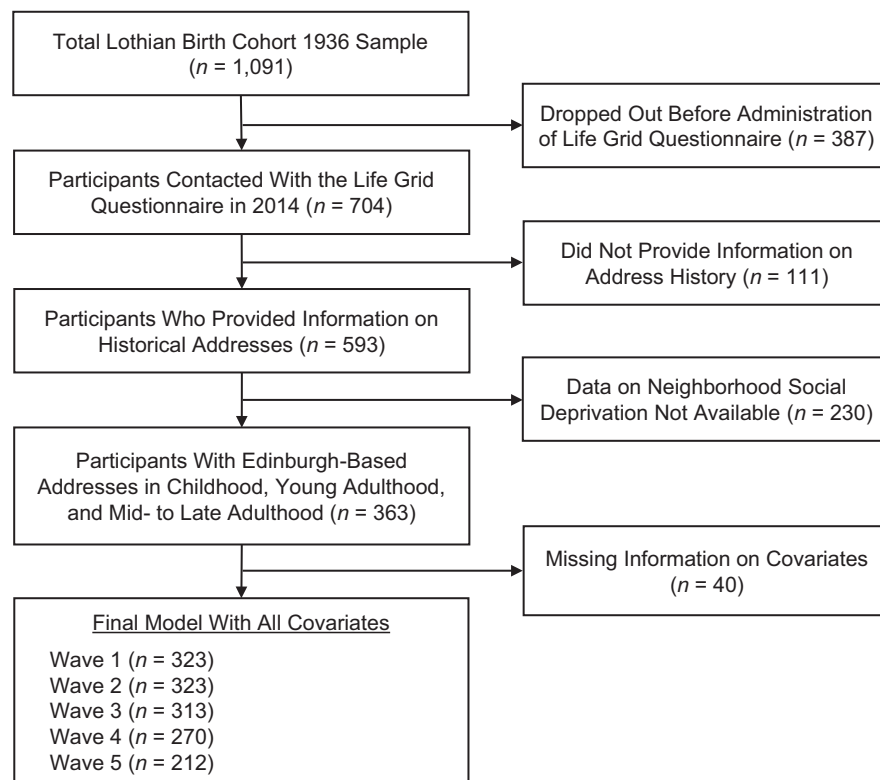 Total Lothian Birth Cohort 1936 Sample
(n = 1,091)
Dropped Out Before Administration
of Life Grid Questionnaire (n = 387)
Participants Contacted With the Life Grid
Questionnaire in 2014 (n = 704)
Did Not Provide Information on
Address History (n = 111)
Participants Who Provided Information on
Historical Addresses (n = 593)
Data on Neighborhood Social
Deprivation Not Available (n = 230)
Participants With Edinburgh-Based
Addresses in Childhood, Young Adulthood,
and Mid- to Late Adulthood (n = 363)
Missing Information on Covariates
(n = 40)
Final Model With All Covariates
Wave 1 (n = 323)
Wave 2 (n = 323)
Wave 3 (n = 313)
Wave 4 (n = 270)
Wave 5 (n = 212)